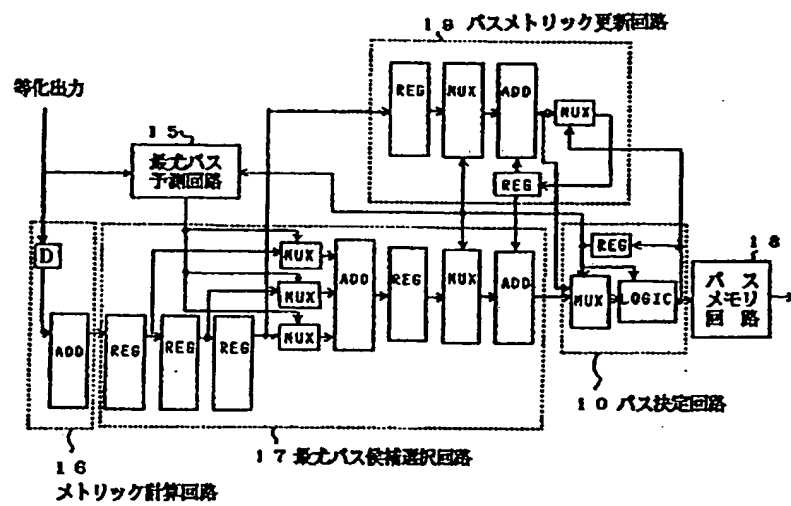 19 パスメトリック更新回路
等化出力
REG
MUX
ADD
MUX
15
最尤パス
予測回路
REG
D
MUX
MUX
MUX
ADD
REG
MUX
ADD
REG
MUX
LOGIC
18
パス
メモリ
回路
ADD
REG
REG
REG
10 パス決定回路
17 最尤パス候補選択回路
16
メトリック計算回路